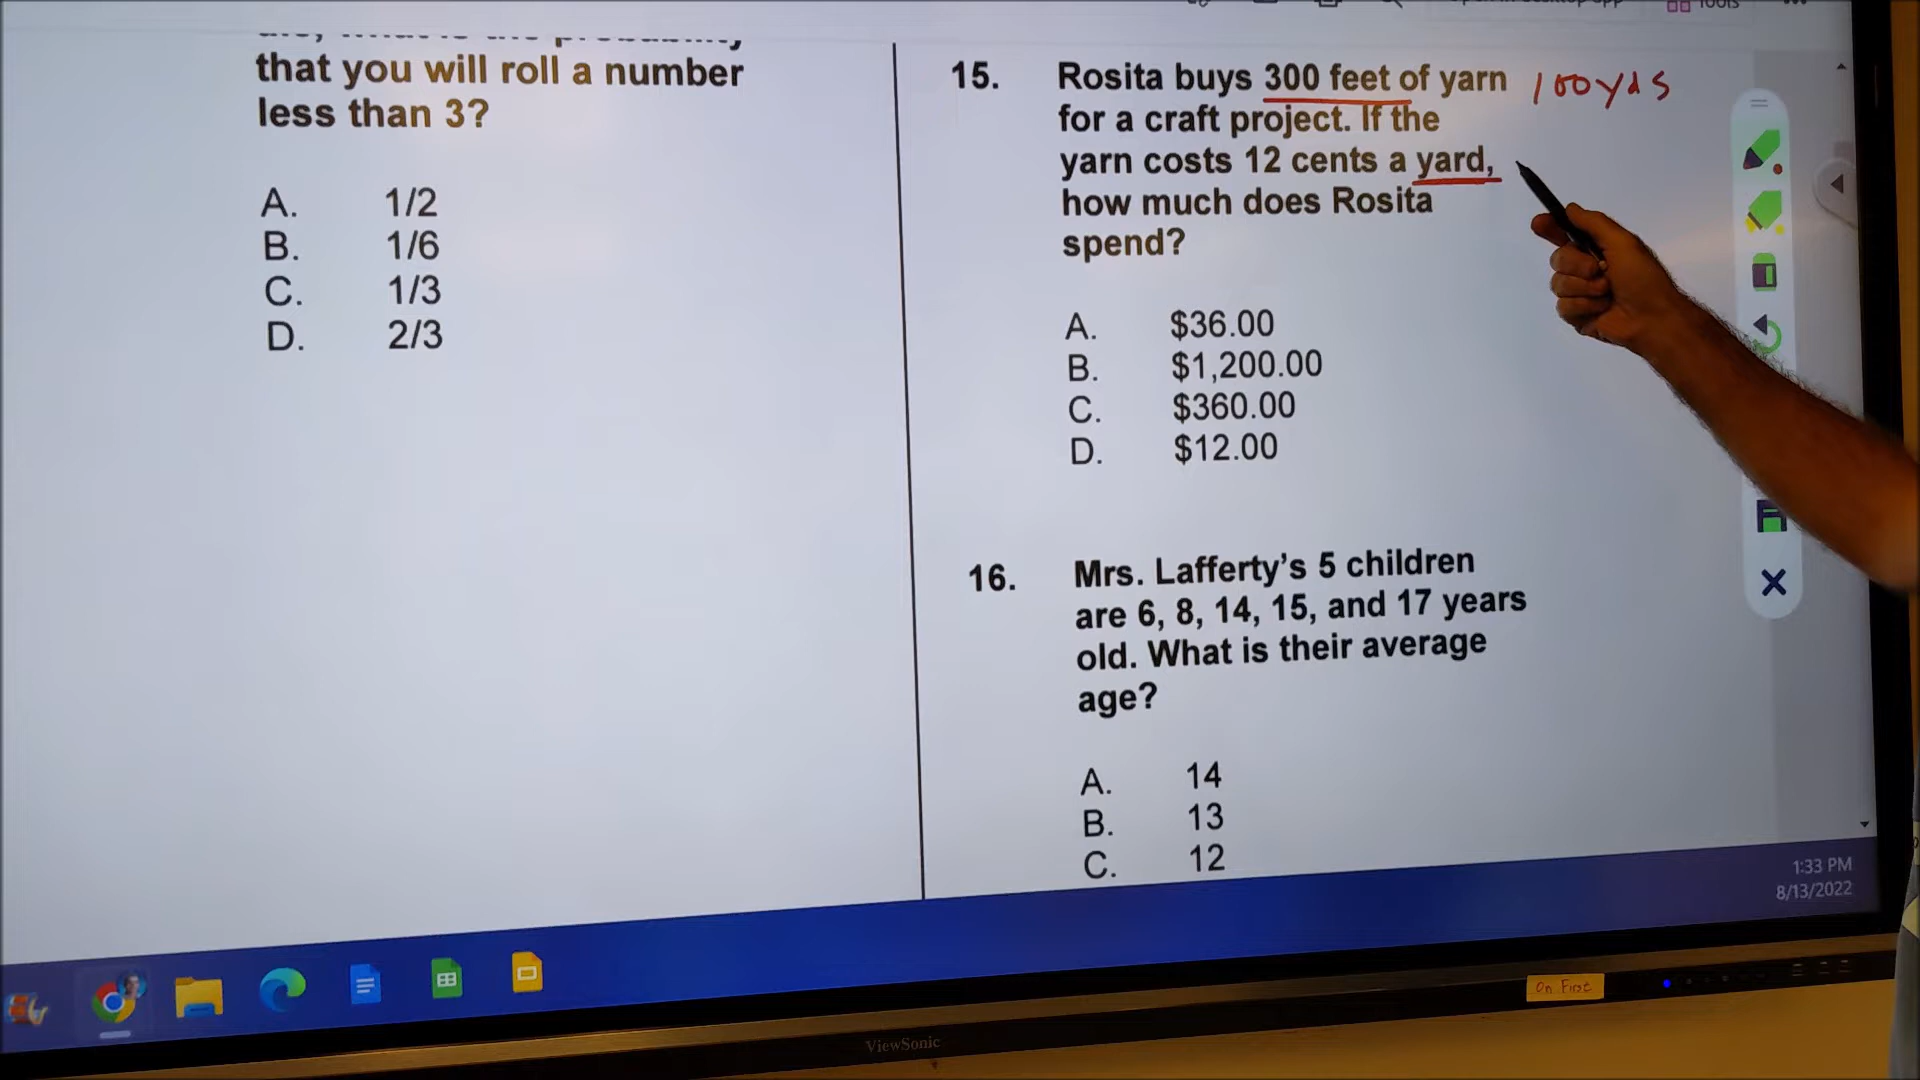 that you will roll a number
less than 3?
A. 1/2
B. 1/6
C. 1/3
D. 2/3
15. Rosita buys 300 feet of yarn 100yds
for a craft project. If the
yarn costs 12 cents a yard,
how much does Rosita
spend?
A. $36.00
B. $1,200.00
C. $360.00
D. $12.00
16. Mrs. Lafferty's 5 children
are 6, 8, 14, 15, and 17 years
old. What is their average
age?
A. 14
B. 13
C. 12
1:33 PM
8/13/2022
On First
ViewSonic